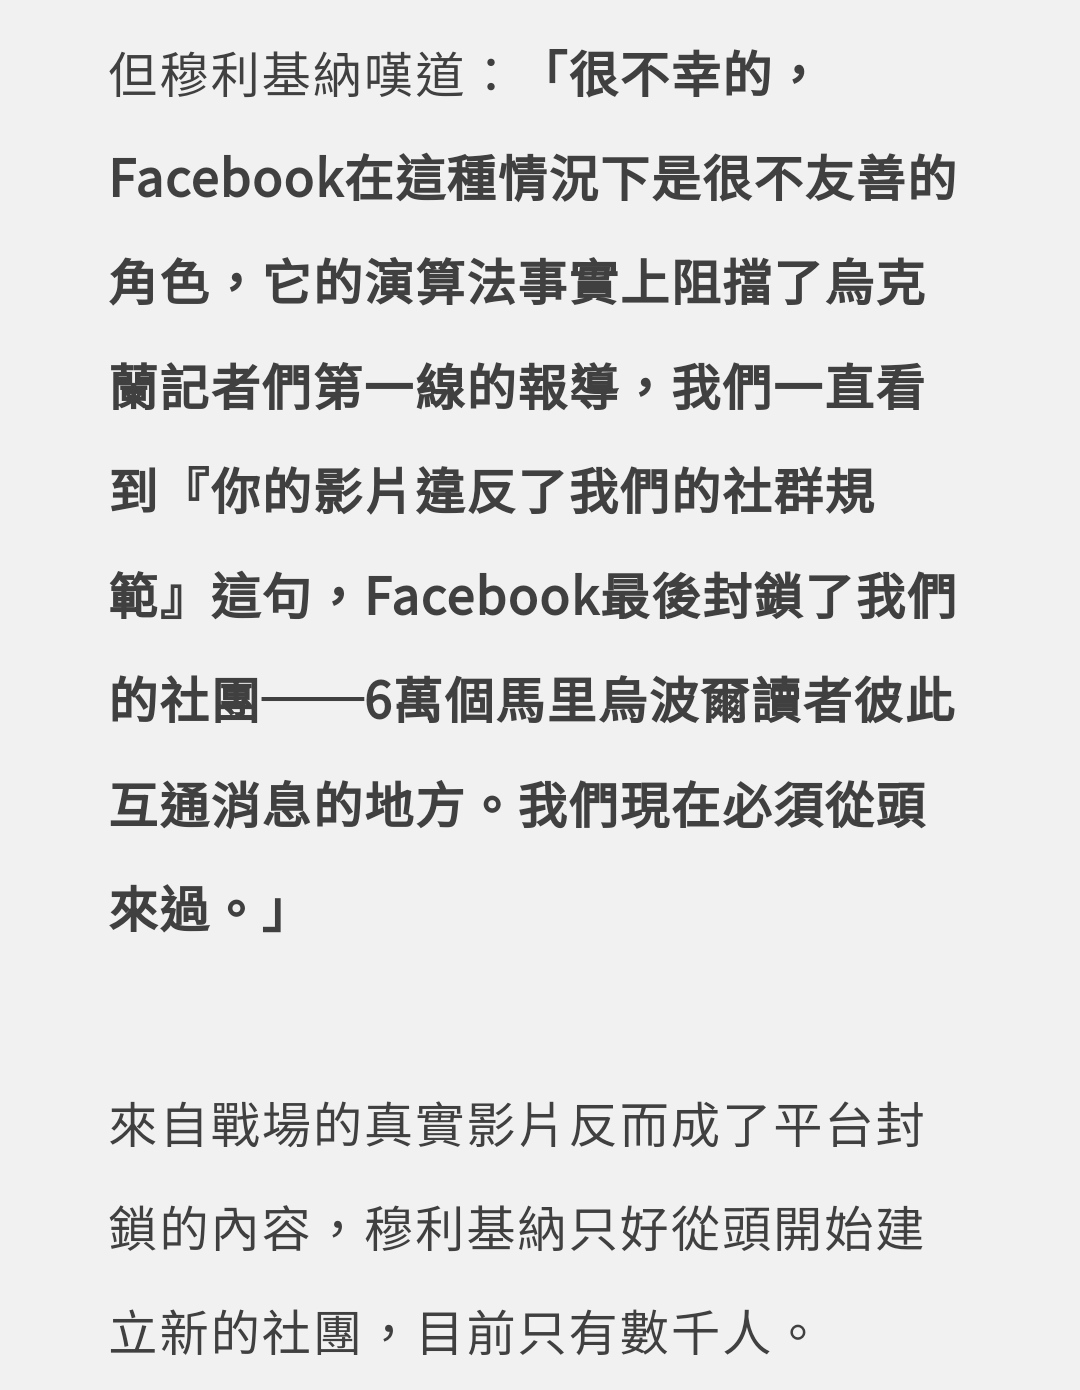 但穆利基納嘆道：「很不幸的，
Facebook在這種情況下是很不友善的
角色，它的演算法事實上阻擋了烏克
蘭記者們第一線的報導，我們一直看
到『你的影片違反了我們的社群規
範』這句，Facebook最後封鎖了我們
的社團──6萬個馬里烏波爾讀者彼此
互通消息的地方。我們現在必須從頭
來過。」
來自戰場的真實影片反而成了平台封
鎖的內容，穆利基納只好從頭開始建
立新的社團，目前只有數千人。